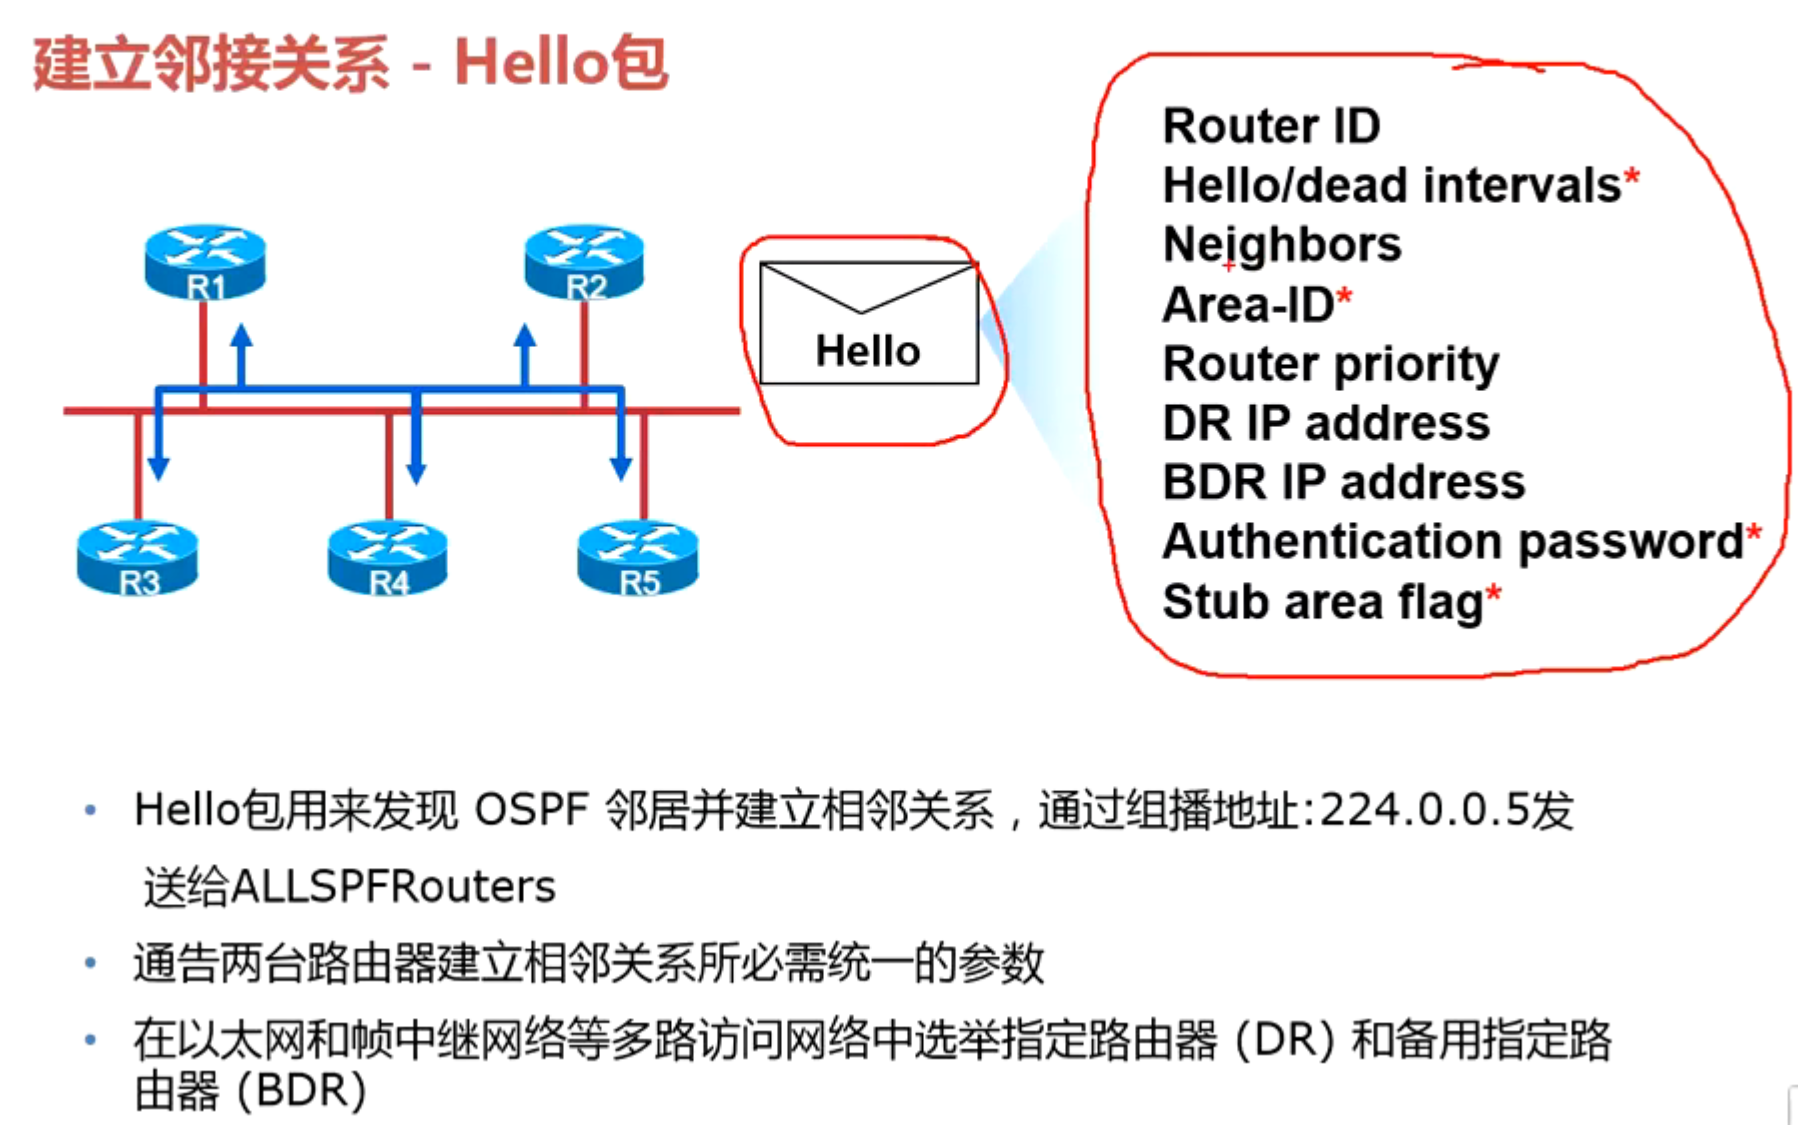 建立邻接关系 - Hello包
R1
R2
R3
R4
R5
Hello
Router ID
Hello/dead intervals*
Neighbors
Area-ID*
Router priority
DR IP address
BDR IP address
Authentication password*
Stub area flag*
• Hello包用来发现 OSPF 邻居并建立相邻关系，通过组播地址:224.0.0.5发
送给ALLSPFRouters
• 通告两台路由器建立相邻关系所必需统一的参数
• 在以太网和帧中继网络等多路访问网络中选举指定路由器 (DR) 和备用指定路
由器 (BDR)